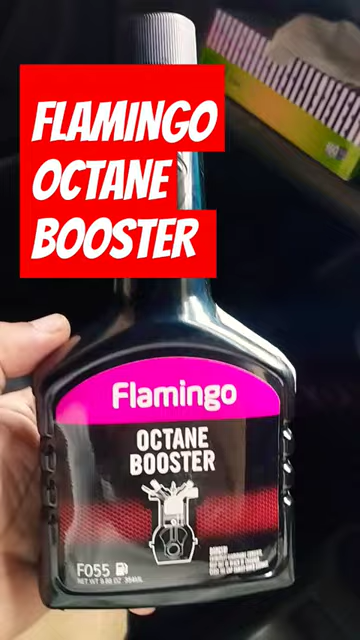 FLAMINGO
OCTANE
BOOSTER
Flamingo
OCTANE
BOOSTER
F055